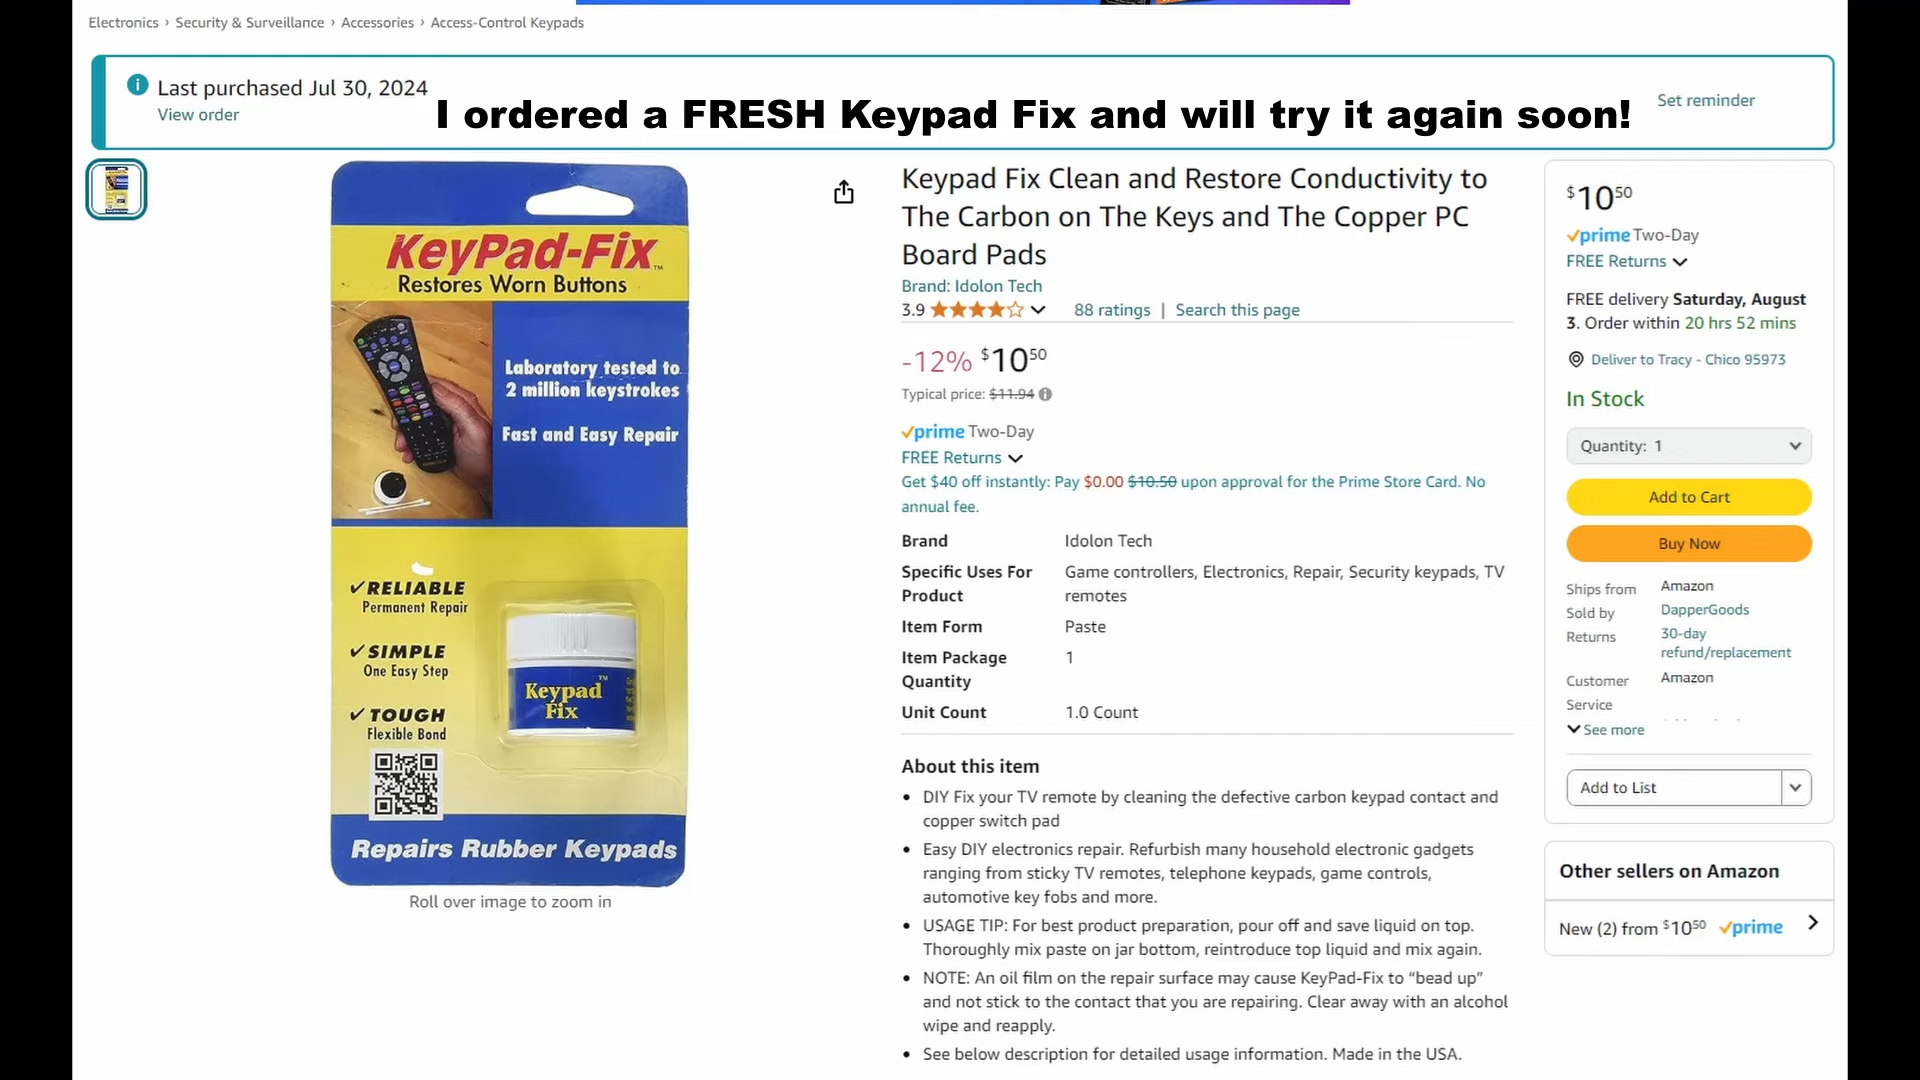 Electronics › Security & Surveillance › Accessories › Access-Control Keypads
Last purchased Jul 30, 2024
View order
I ordered a FRESH Keypad Fix and will try it again soon!
Set reminder
KeyPad-Fix™
Restores Worn Buttons
Laboratory tested to
2 million keystrokes
Fast and Easy Repair
✓RELIABLE
Permanent Repair
✓SIMPLE
One Easy Step
✓TOUGH
Flexible Bond
Keypad™
Fix
Repairs Rubber Keypads
Roll over image to zoom in
Keypad Fix Clean and Restore Conductivity to
The Carbon on The Keys and The Copper PC
Board Pads
Brand: Idolon Tech
3.9 88 ratings | Search this page
-12% $1050
Typical price: $11.94
prime Two-Day
FREE Returns
Get $40 off instantly: Pay $0.00 $10.50 upon approval for the Prime Store Card. No
annual fee.
Brand Idolon Tech
Specific Uses For Product Game controllers, Electronics, Repair, Security keypads, TV
remotes
Item Form Paste
Item Package Quantity 1
Unit Count 1.0 Count
About this item
• DIY Fix your TV remote by cleaning the defective carbon keypad contact and
copper switch pad
• Easy DIY electronics repair. Refurbish many household electronic gadgets
ranging from sticky TV remotes, telephone keypads, game controls,
automotive key fobs and more.
• USAGE TIP: For best product preparation, pour off and save liquid on top.
Thoroughly mix paste on jar bottom, reintroduce top liquid and mix again.
• NOTE: An oil film on the repair surface may cause KeyPad-Fix to “bead up”
and not stick to the contact that you are repairing. Clear away with an alcohol
wipe and reapply.
• See below description for detailed usage information. Made in the USA.
$1050
prime Two-Day
FREE Returns
FREE delivery Saturday, August
3. Order within 20 hrs 52 mins
Deliver to Tracy - Chico 95973
In Stock
Quantity: 1
Add to Cart
Buy Now
Ships from Amazon
Sold by DapperGoods
Returns 30-day
refund/replacement
Customer Service Amazon
See more
Add to List
Other sellers on Amazon
New (2) from $1050 prime